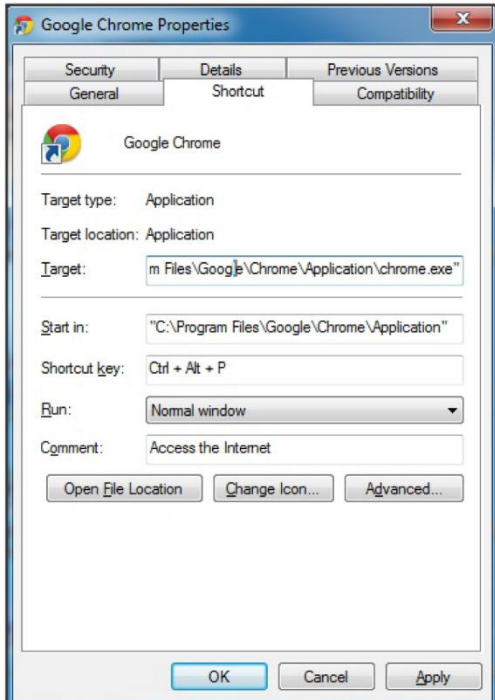 Google Chrome Properties
x
Security Details Previous Versions
General Shortcut Compatibility
Google Chrome
Target type: Application
Target location: Application
Target: m Files\Google\Chrome\Application\chrome.exe"
Start in: "C:\Program Files\Google\Chrome\Application"
Shortcut key: Ctrl + Alt + P
Run: Normal window
Comment: Access the Internet
Open File Location Change Icon... Advanced...
OK Cancel Apply